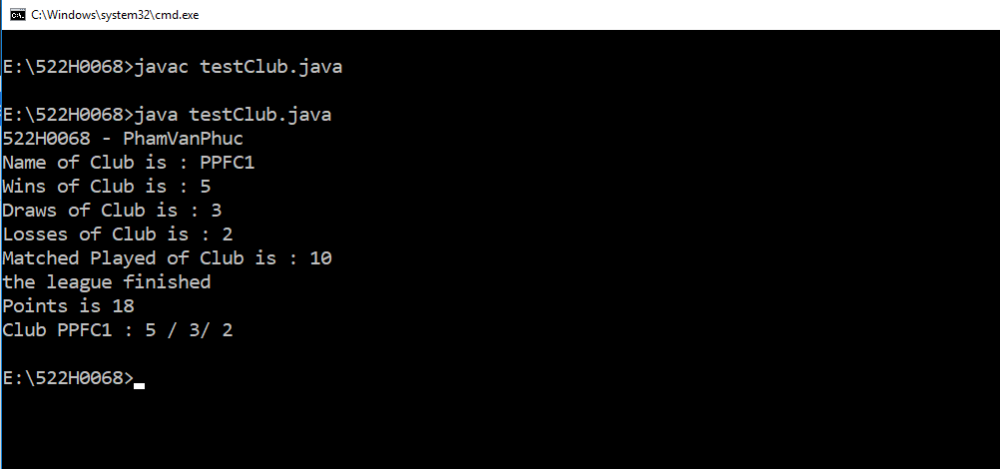 C:\Windows\system32\cmd.exe
E:\522H0068>javac testClub.java
E:\522H0068>java testClub.java
522H0068 - PhamVanPhuc
Name of Club is : PPFC1
Wins of Club is : 5
Draws of Club is : 3
Losses of Club is : 2
Matched Played of Club is : 10
the league finished
Points is 18
Club PPFC1 : 5 / 3/ 2
E:\522H0068>